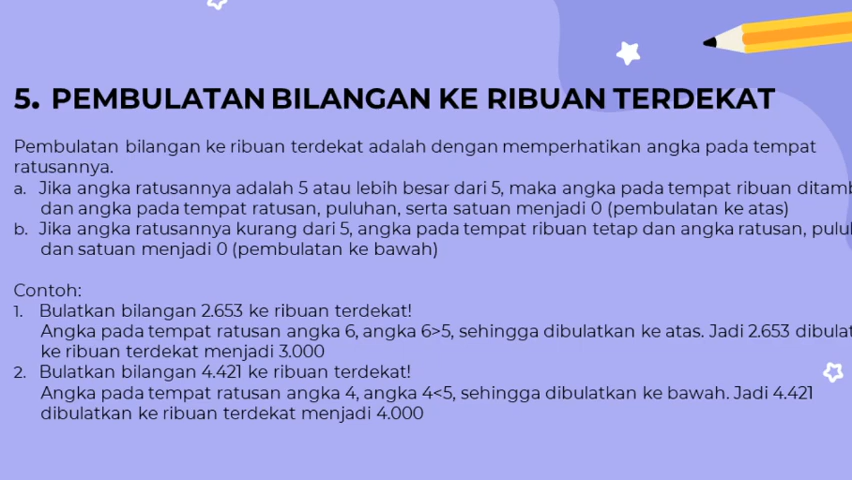 5. PEMBULATAN BILANGAN KE RIBUAN TERDEKAT
Pembulatan bilangan ke ribuan terdekat adalah dengan memperhatikan angka pada tempat
ratusannya.
a. Jika angka ratusannya adalah 5 atau lebih besar dari 5, maka angka pada tempat ribuan
dan angka pada tempat ratusan, puluhan, serta satuan menjadi 0 (pembulatan ke atas)
b. Jika angka ratusannya kurang dari 5, angka pada tempat ribuan tetap dan angka ratusan,
dan satuan menjadi 0 (pembulatan ke bawah)
Contoh:
1. Bulatkan bilangan 2.653 ke ribuan terdekat!
Angka pada tempat ratusan angka 6, angka 6>5, sehingga dibulatkan ke atas. Jadi 2.653
ke ribuan terdekat menjadi 3.000
2. Bulatkan bilangan 4.421 ke ribuan terdekat!
Angka pada tempat ratusan angka 4, angka 4<5, sehingga dibulatkan ke bawah. Jadi 4.421
dibulatkan ke ribuan terdekat menjadi 4.000